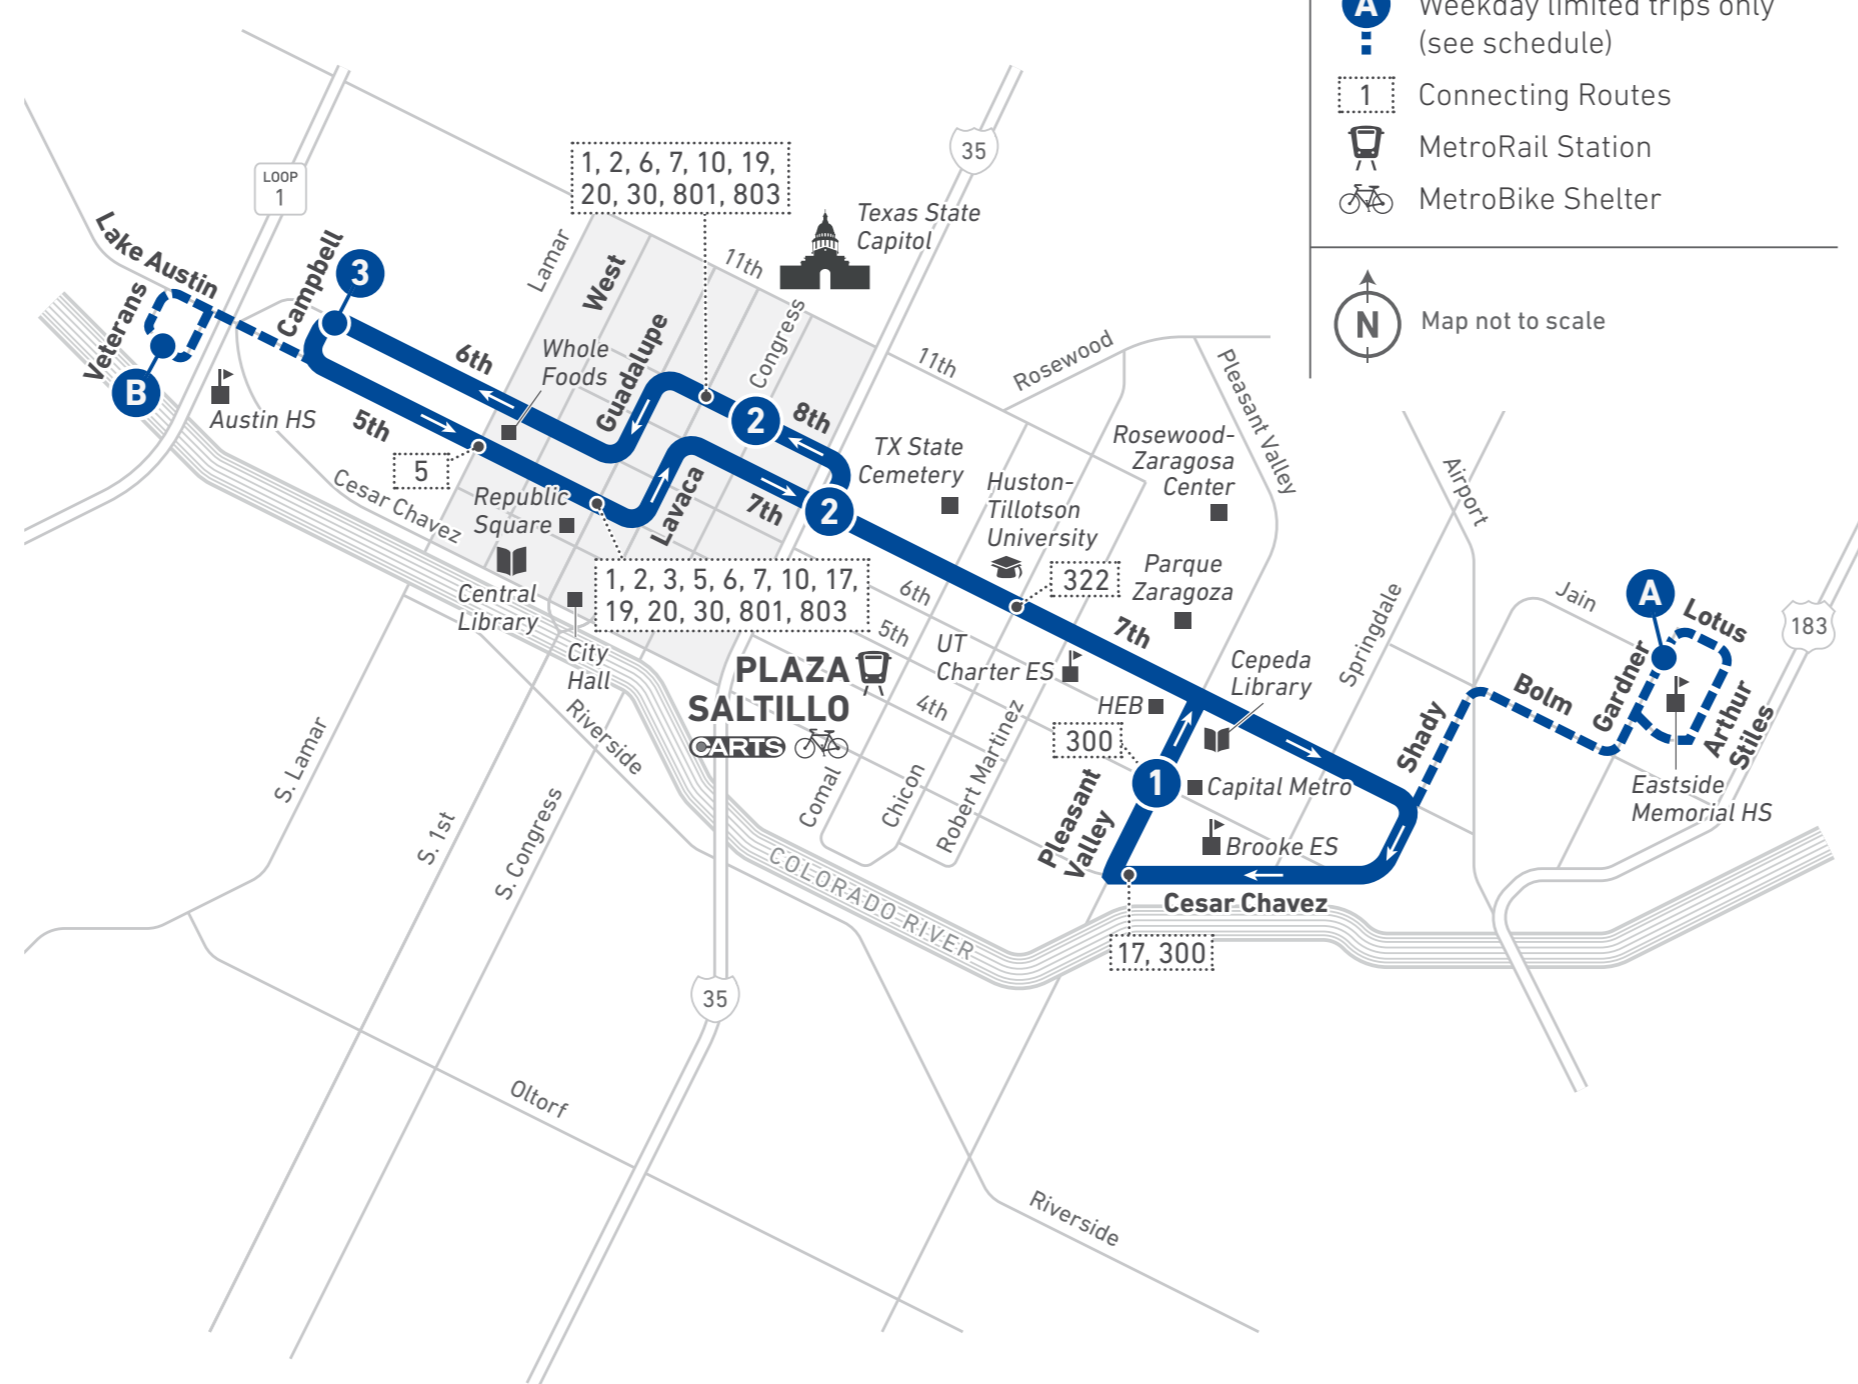 A
Weekday limited trips only
(see schedule)
1
Connecting Routes
MetroRail Station
MetroBike Shelter
N
Map not to scale
35
LOOP
1
1, 2, 6, 7, 10, 19,
20, 30, 801, 803
Texas State
Capitol
Lake Austin
Veterans
B
Austin HS
Campbell
3
Lamar
West
11th
Congress
6th
Whole
Foods
Guadalupe
2
8th
11th
Rosewood
Pleasant Valley
5th
5
Cesar Chavez
Republic
Square
Lavaca
7th
2
TX State
Cemetery
Huston-
Tillotson
University
Rosewood-
Zaragosa
Center
Airport
Central
Library
1, 2, 3, 5, 6, 7, 10, 17,
19, 20, 30, 801, 803
City
Hall
6th
5th
4th
322
Parque
Zaragoza
7th
UT
Charter ES
Springdale
Jain
A
Lotus
183
Gardner
Arthur
Stiles
Bolm
Shady
Eastside
Memorial HS
PLAZA
SALTILLO
CARTS
HEB
Cepeda
Library
300
1
Capital Metro
Pleasant
Valley
Brooke ES
Cesar Chavez
17, 300
Comal
Chicon
Robert Martinez
Riverside
S. Lamar
S. 1st
S. Congress
COLORADO RIVER
35
Oltorf
Riverside